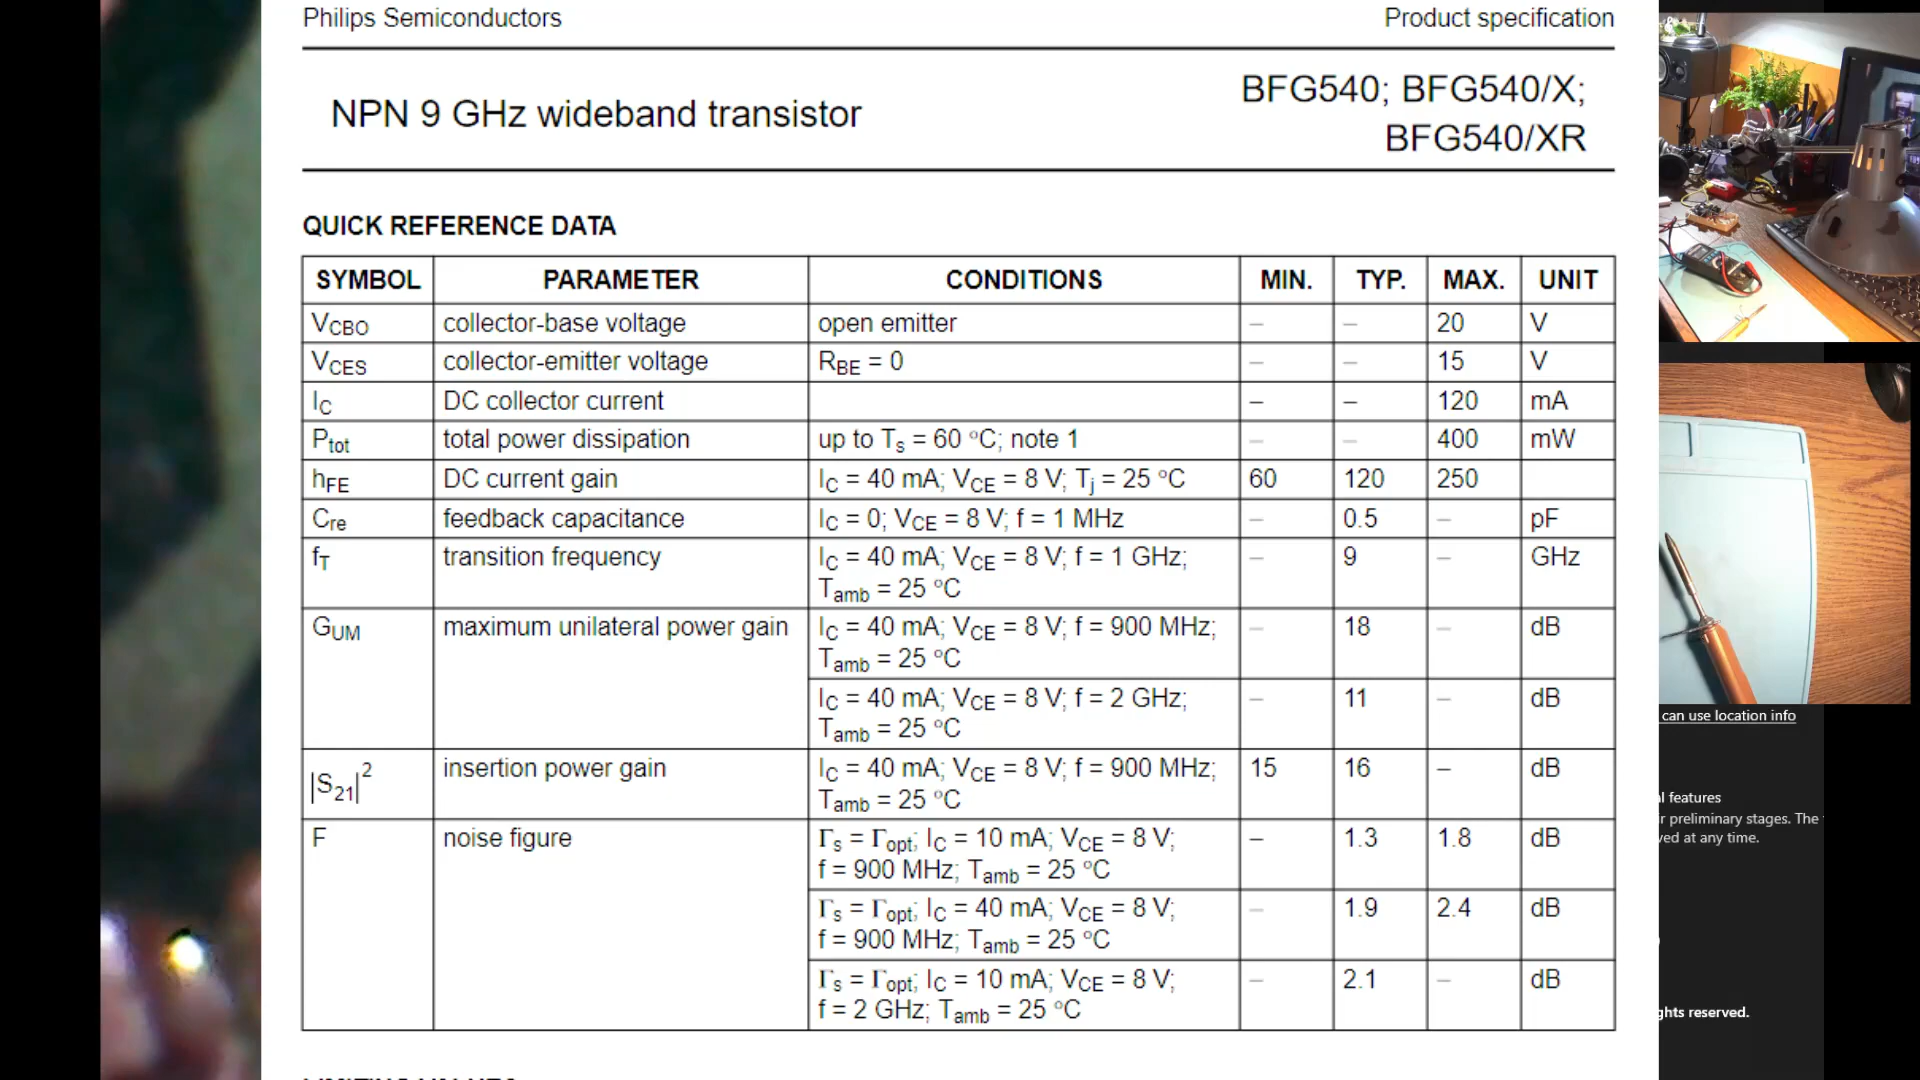 Philips Semiconductors Product specification
NPN 9 GHz wideband transistor
BFG540; BFG540/X;
BFG540/XR
QUICK REFERENCE DATA
SYMBOL PARAMETER CONDITIONS MIN. TYP. MAX. UNIT
VCBO collector-base voltage open emitter – – 20 V
VCES collector-emitter voltage RBE = 0 – – 15 V
IC DC collector current – – 120 mA
Ptot total power dissipation up to Ts = 60 °C; note 1 – – 400 mW
hFE DC current gain IC = 40 mA; VCE = 8 V; Tj = 25 °C 60 120 250
Cre feedback capacitance IC = 0; VCE = 8 V; f = 1 MHz – 0.5 – pF
fT transition frequency IC = 40 mA; VCE = 8 V; f = 1 GHz; – 9 – GHz
Tamb = 25 °C
GUM maximum unilateral power gain IC = 40 mA; VCE = 8 V; f = 900 MHz; – 18 – dB
Tamb = 25 °C
IC = 40 mA; VCE = 8 V; f = 2 GHz; – 11 – dB
Tamb = 25 °C
|S21|² insertion power gain IC = 40 mA; VCE = 8 V; f = 900 MHz; 15 16 – dB
Tamb = 25 °C
F noise figure Γs = Γopt; IC = 10 mA; VCE = 8 V; – 1.3 1.8 dB
f = 900 MHz; Tamb = 25 °C
Γs = Γopt; IC = 40 mA; VCE = 8 V; – 1.9 2.4 dB
f = 900 MHz; Tamb = 25 °C
Γs = Γopt; IC = 10 mA; VCE = 8 V; – 2.1 – dB
f = 2 GHz; Tamb = 25 °C
can use location info
features
preliminary stages. The
at any time.
reserved.